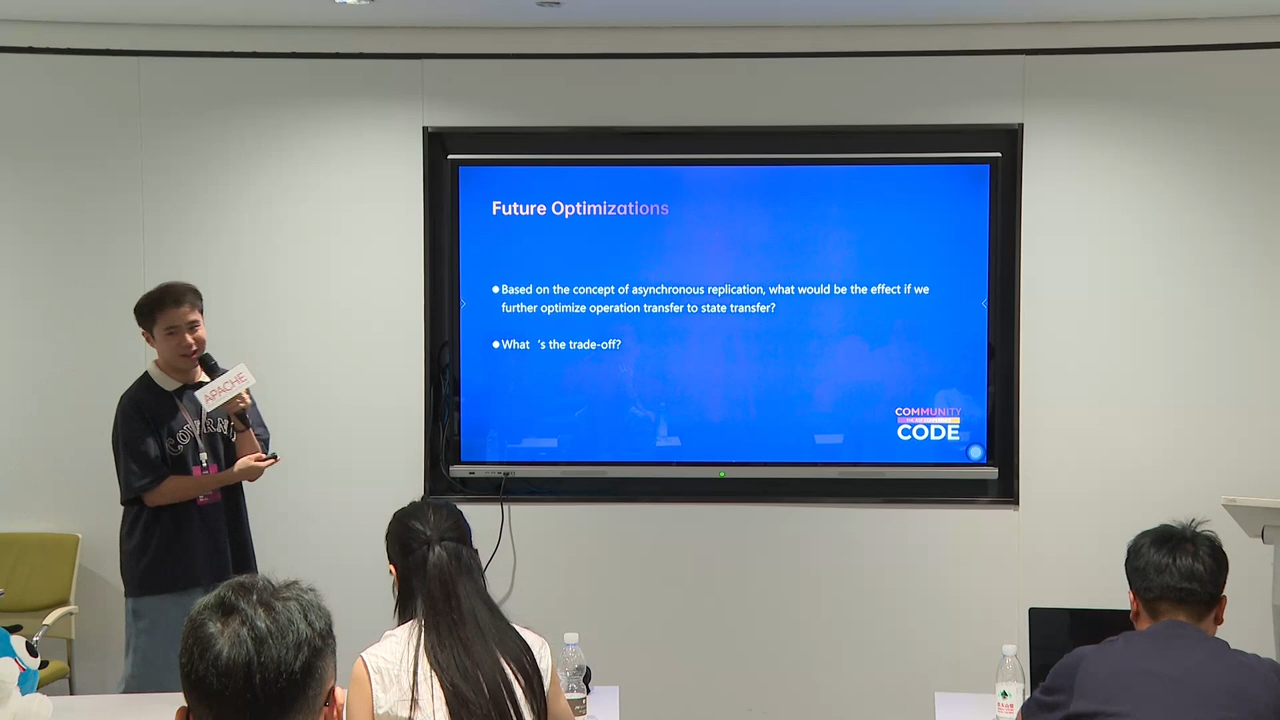 Future Optimizations
Based on the concept of asynchronous replication, what would be the effect if we
further optimize operation transfer to state transfer?
What ‘s the trade-off?
COMMUNITY
CODE
APACHE